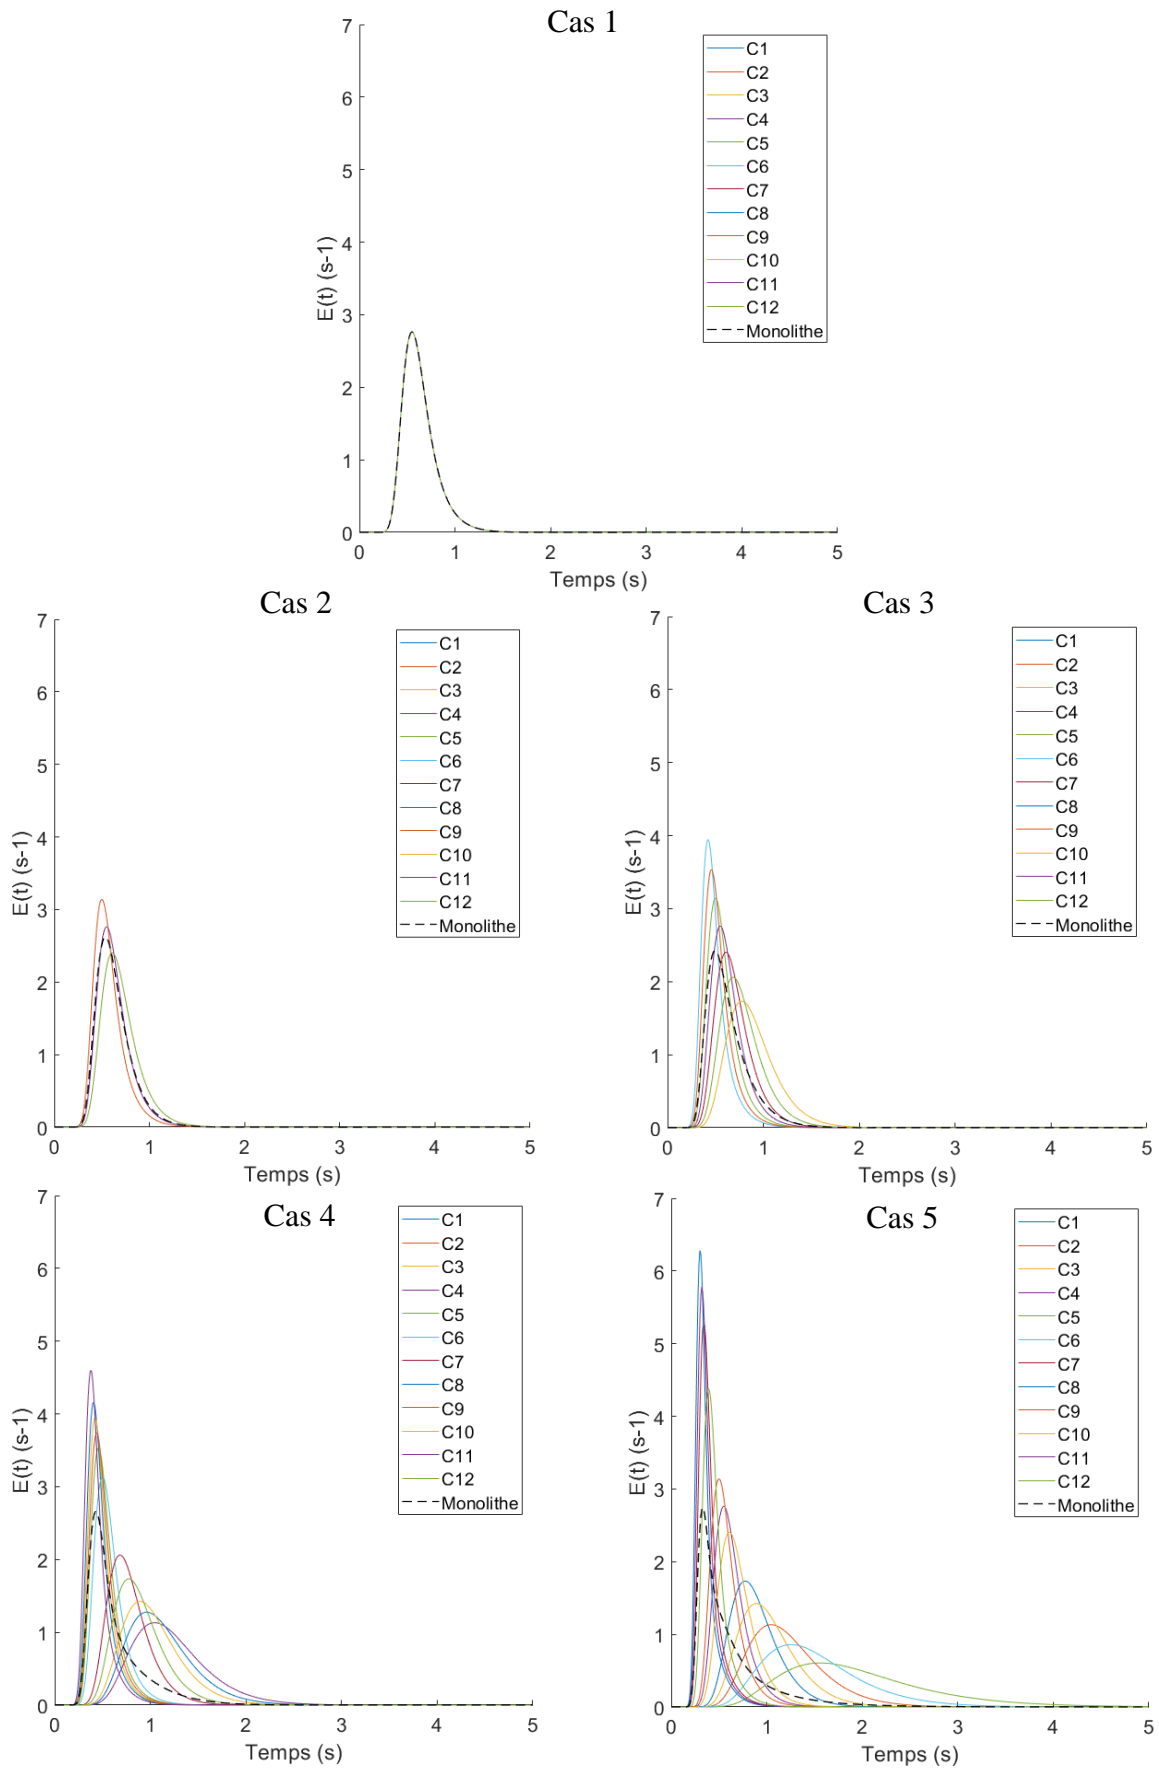 Cas 1
7
6
5
4
3
2
1
0
E(t) (s-1)
C1
C2
C3
C4
C5
C6
C7
C8
C9
C10
C11
C12
Monolithe
0 1 2 3 4 5
Temps (s)
Cas 2
7
6
5
4
3
2
1
0
E(t) (s-1)
C1
C2
C3
C4
C5
C6
C7
C8
C9
C10
C11
C12
Monolithe
0 1 2 3 4 5
Temps (s)
Cas 3
7
6
5
4
3
2
1
0
E(t) (s-1)
C1
C2
C3
C4
C5
C6
C7
C8
C9
C10
C11
C12
Monolithe
0 1 2 3 4 5
Temps (s)
Cas 4
7
6
5
4
3
2
1
0
E(t) (s-1)
C1
C2
C3
C4
C5
C6
C7
C8
C9
C10
C11
C12
Monolithe
0 1 2 3 4 5
Temps (s)
Cas 5
7
6
5
4
3
2
1
0
E(t) (s-1)
C1
C2
C3
C4
C5
C6
C7
C8
C9
C10
C11
C12
Monolithe
0 1 2 3 4 5
Temps (s)